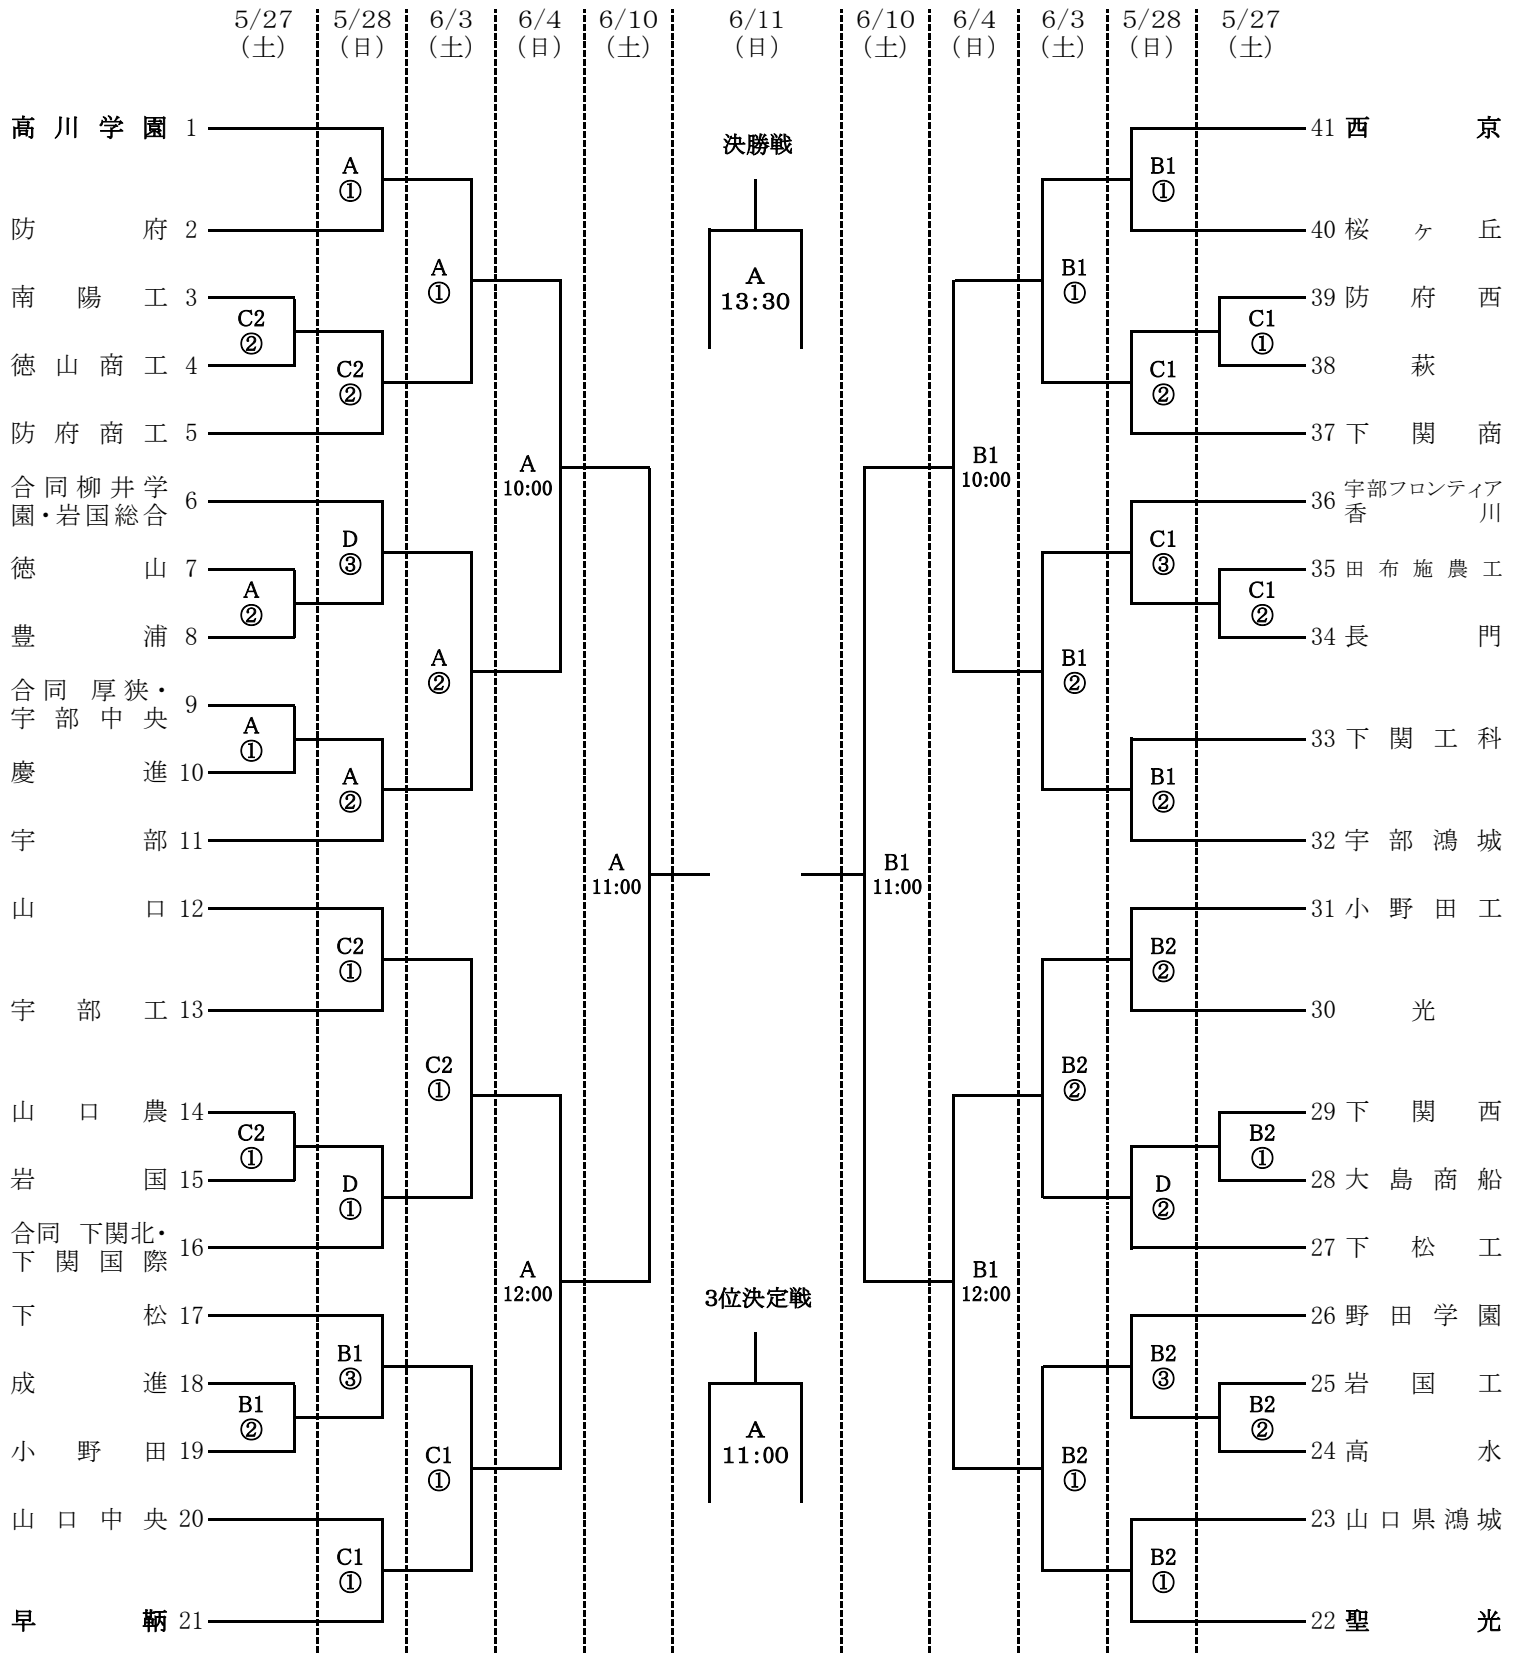 5/27 5/28 6/3 6/4 6/10 6/11 6/10 6/4 6/3 5/28 5/27
(土) (日) (土) (日) (土) (日) (土) (日) (土) (日) (土)
高川学園 1
防府 2
南陽工 3
徳山商工 4
防府商工 5
合同柳井学
園・岩国総合 6
徳山 7
豊浦 8
合同 厚狭・
宇部中央 9
慶進 10
宇部 11
山口 12
宇部工 13
山口農 14
岩国 15
合同 下関北・
下関国際 16
下松 17
成進 18
小野田 19
山口中央 20
早鞆 21
C2
②
A
②
A
①
C2
①
B1
②
A
①
C2
②
D
③
A
②
C2
①
D
①
B1
③
C1
①
A
①
A
②
C2
①
C1
①
A
10:00
A
12:00
A
11:00
決勝戦
A
13:30
3位決定戦
A
11:00
B1
11:00
B1
10:00
B1
12:00
B1
①
B1
②
B2
②
B2
①
B1
①
C1
②
C1
③
B1
②
B2
②
D
②
B2
③
B2
①
C1
①
C1
②
B2
①
B2
②
41 西京
40 桜ヶ丘
39 防府西
38 萩
37 下関商
36 宇部フロンティア
香川
35 田布施農工
34 長門
33 下関工科
32 宇部鴻城
31 小野田工
30 光
29 下関西
28 大島商船
27 下松工
26 野田学園
25 岩国工
24 高水
23 山口県鴻城
22 聖光